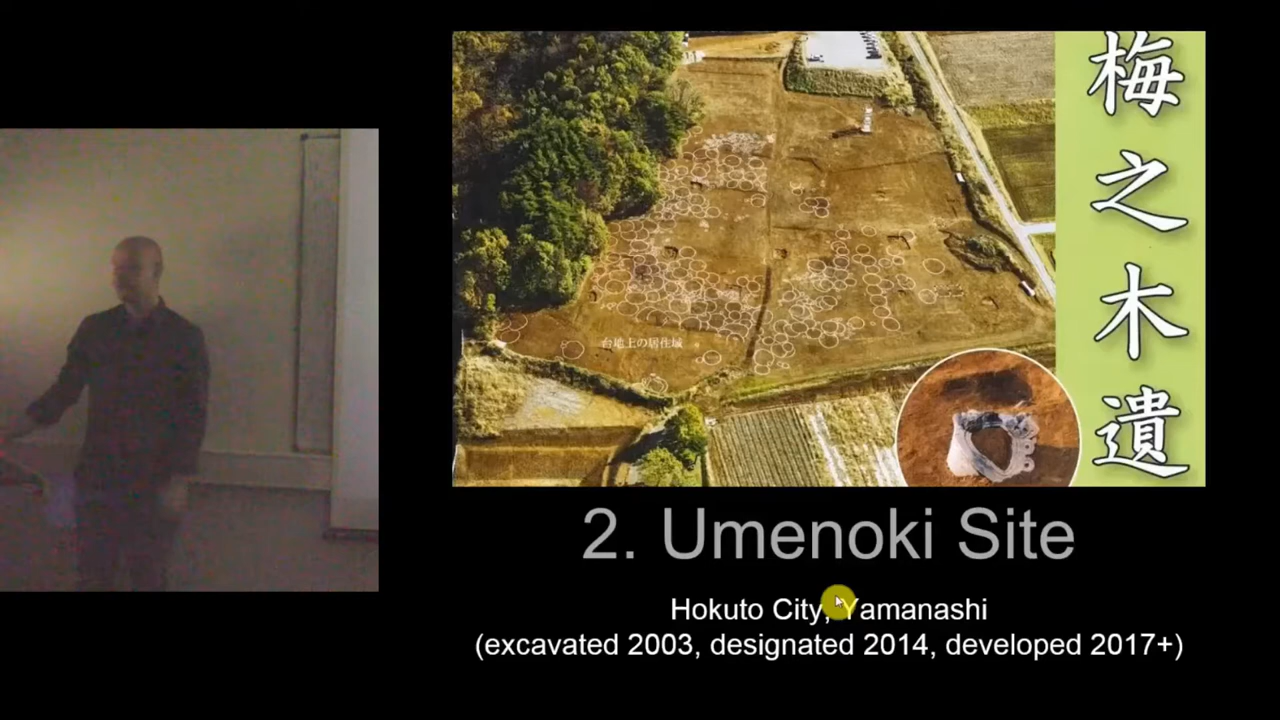 梅之木遺
台地上の居住域
2. Umenoki Site
Hokuto City, Yamanashi
(excavated 2003, designated 2014, developed 2017+)